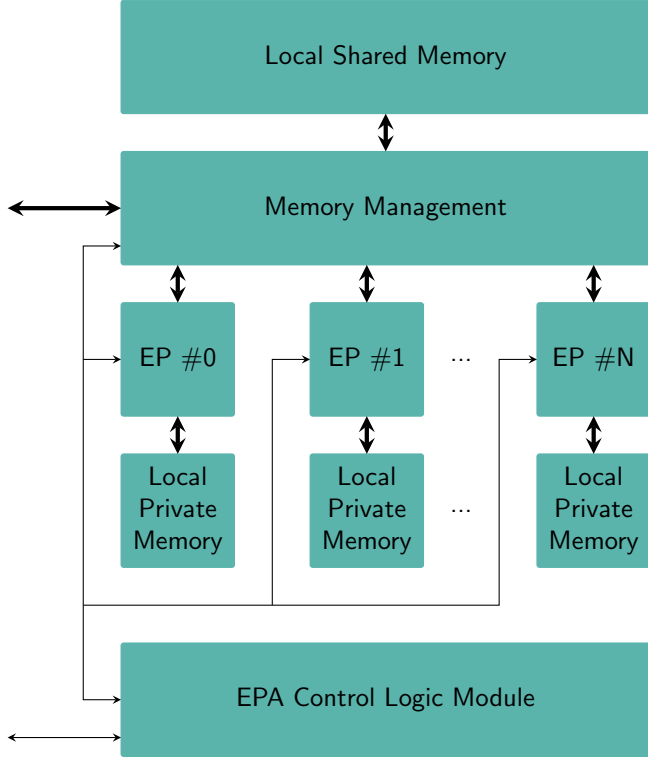 Local Shared Memory
Memory Management
EP #0
EP #1
...
EP #N
Local
Private
Memory
Local
Private
Memory
...
Local
Private
Memory
EPA Control Logic Module